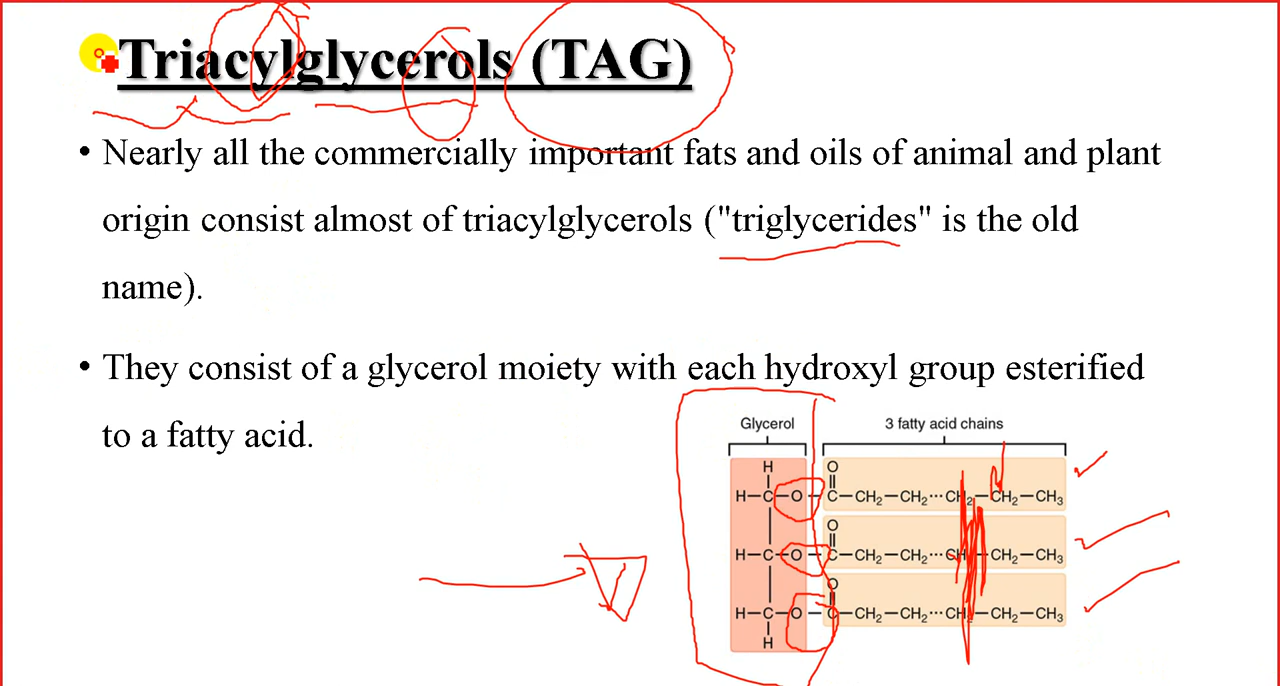 Triacylglycerols (TAG)
• Nearly all the commercially important fats and oils of animal and plant
origin consist almost of triacylglycerols ("triglycerides" is the old
name).
• They consist of a glycerol moiety with each hydroxyl group esterified
to a fatty acid.
Glycerol 3 fatty acid chains
H O
H—C—O—C—CH₂—CH₂···CH₂—CH₂—CH₃
O
H—C—O—C—CH₂—CH₂···CH—CH₂—CH₃
O
H—C—O—C—CH₂—CH₂···CH₂—CH₂—CH₃
H